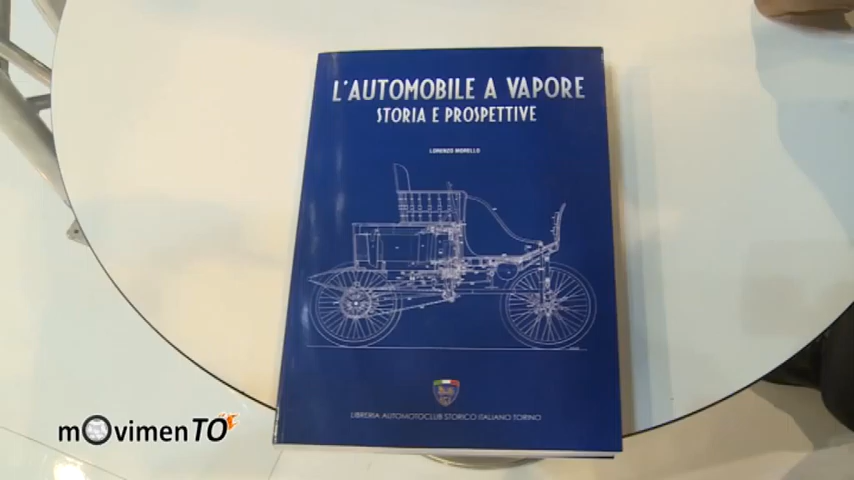 L'AUTOMOBILE A VAPORE
STORIA E PROSPETTIVE
LORENZO MORELLO
LIBRERIA AUTOMOTOCLUB STORICO ITALIANO TORINO
movimenTO